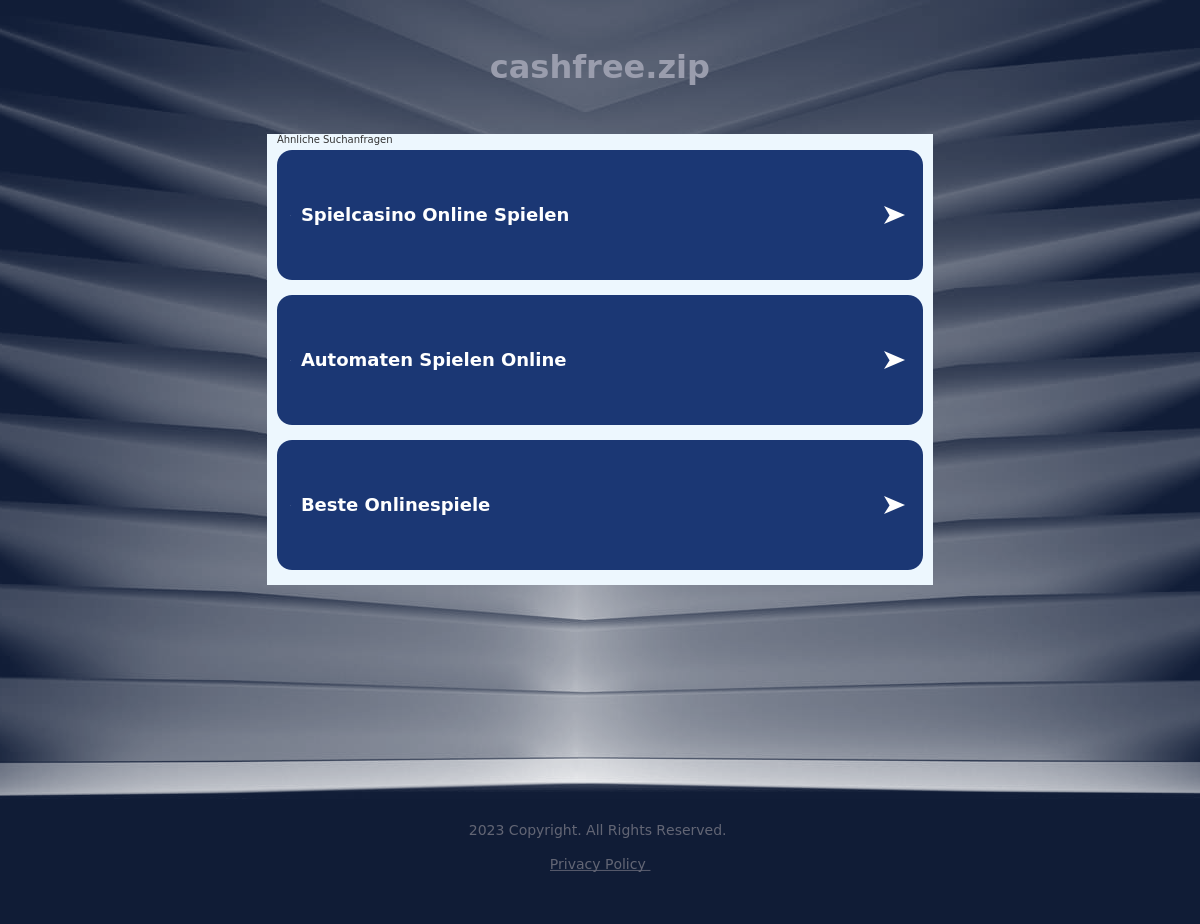 cashfree.zip
Ähnliche Suchanfragen
Spielcasino Online Spielen
Automaten Spielen Online
Beste Onlinespiele
2023 Copyright. All Rights Reserved.
Privacy Policy